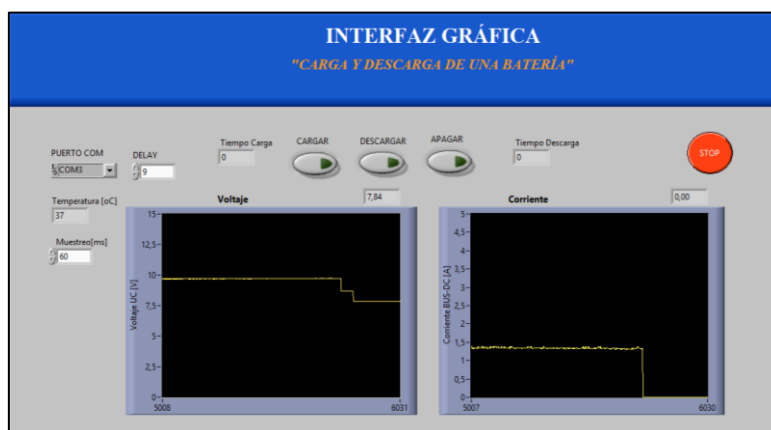 INTERFAZ GRÁFICA
"CARGA Y DESCARGA DE UNA BATERÍA"
PUERTO COM
COM3
DELAY
9
Tiempo Carga
0
CARGAR
DESCARGAR
APAGAR
Tiempo Descarga
0
STOP
Temperatura [oC]
37
Muestreo[ms]
60
Voltaje
7,84
Voltaje UC [V]
15
12,5
10
7,5
5
2,5
0
5008
6031
Corriente
0,00
Corriente BUS-DC [A]
5
4,5
4
3,5
3
2,5
2
1,5
1
0,5
0
5007
6030